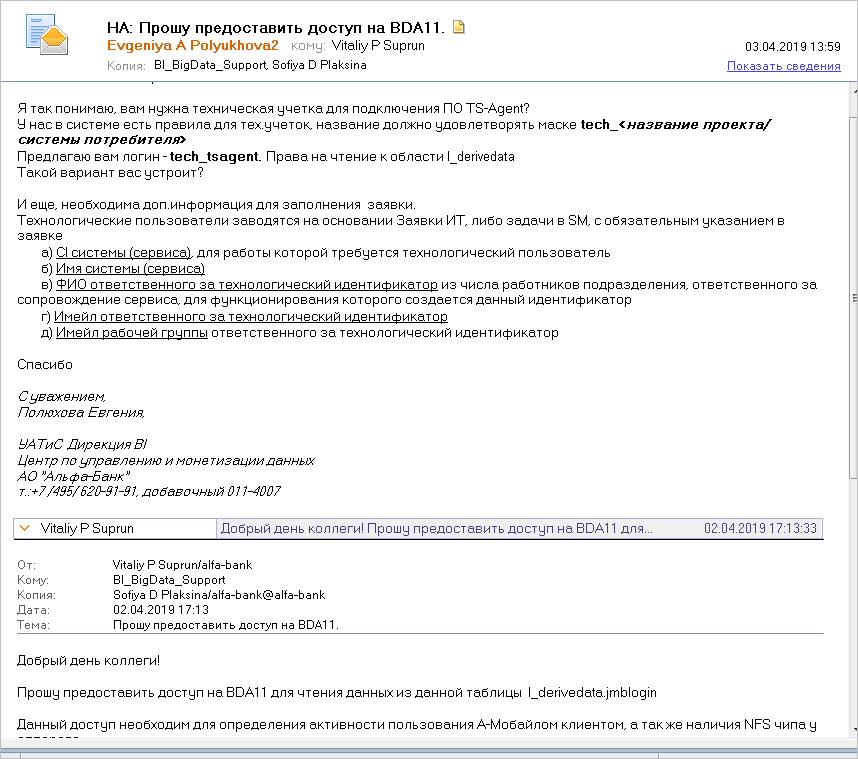 НА: Прошу предоставить доступ на BDA11.
Evgeniya A Polyukhova2 кому: Vitaliy P Suprun
03.04.2019 13:59
Копия: BI_BigData_Support, Sofiya D Plaksina
Показать сведения
Я так понимаю, вам нужна техническая учетка для подключения ПО TS-Agent?
У нас в системе есть правила для тех.учеток, название должно удовлетворять маске tech_<название проекта/
системы потребителя>
Предлагаю вам логин - tech_tsagent. Права на чтение к области l_derivedata
Такой вариант вас устроит?
И еще, необходима доп.информация для заполнения заявки.
Технологические пользователи заводятся на основании Заявки ИТ, либо задачи в SM, с обязательным указанием в
заявке
а) CI системы (сервиса), для работы которой требуется технологический пользователь
б) Имя системы (сервиса)
в) ФИО ответственного за технологический идентификатор из числа работников подразделения, ответственного за
сопровождение сервиса, для функционирования которого создается данный идентификатор
г) Имейл ответственного за технологический идентификатор
д) Имейл рабочей группы ответственного за технологический идентификатор
Спасибо
С уважением,
Полюхова Евгения,
УАТиС Дирекция BI
Центр по управлению и монетизации данных
АО "Альфа-Банк"
т.:+7 /495/ 620-91-91, добавочный 011-4007
Vitaliy P Suprun Добрый день коллеги! Прошу предоставить доступ на BDA11 для... 02.04.2019 17:13:33
От: Vitaliy P Suprun/alfa-bank
Кому: BI_BigData_Support
Копия: Sofiya D Plaksina/alfa-bank@alfa-bank
Дата: 02.04.2019 17:13
Тема: Прошу предоставить доступ на BDA11.
Добрый день коллеги!
Прошу предоставить доступ на BDA11 для чтения данных из данной таблицы l_derivedata.jmblogin
Данный доступ необходим для определения активности пользования А-Мобайлом клиентом, а так же наличия NFS чипа у